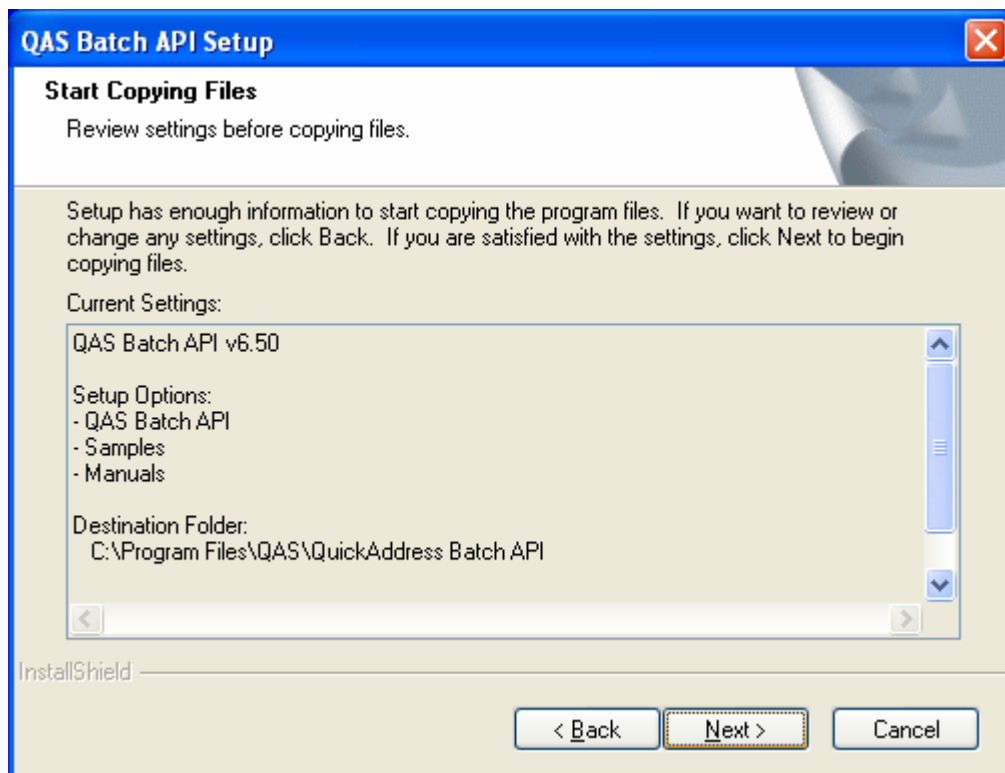 QAS Batch API Setup
Start Copying Files
Review settings before copying files.
Setup has enough information to start copying the program files.  If you want to review or
change any settings, click Back.  If you are satisfied with the settings, click Next to begin
copying files.
Current Settings:
QAS Batch API v6.50
Setup Options:
- QAS Batch API
- Samples
- Manuals
Destination Folder:
C:\Program Files\QAS\QuickAddress Batch API
InstallShield
< Back
Next >
Cancel